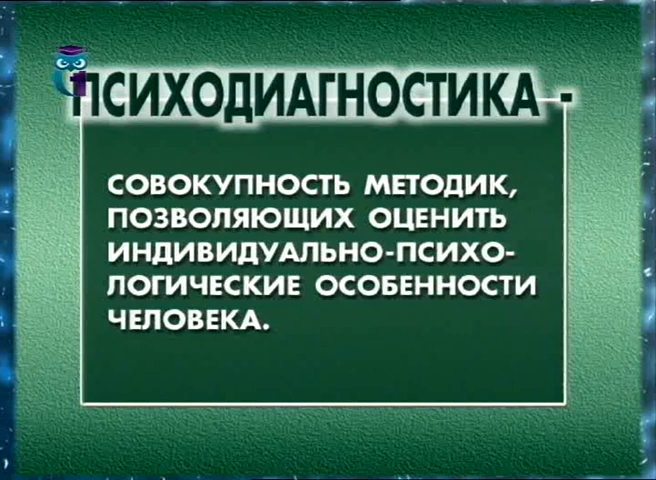 ПСИХОДИАГНОСТИКА -
СОВОКУПНОСТЬ МЕТОДИК,
ПОЗВОЛЯЮЩИХ ОЦЕНИТЬ
ИНДИВИДУАЛЬНО-ПСИХО-
ЛОГИЧЕСКИЕ ОСОБЕННОСТИ
ЧЕЛОВЕКА.